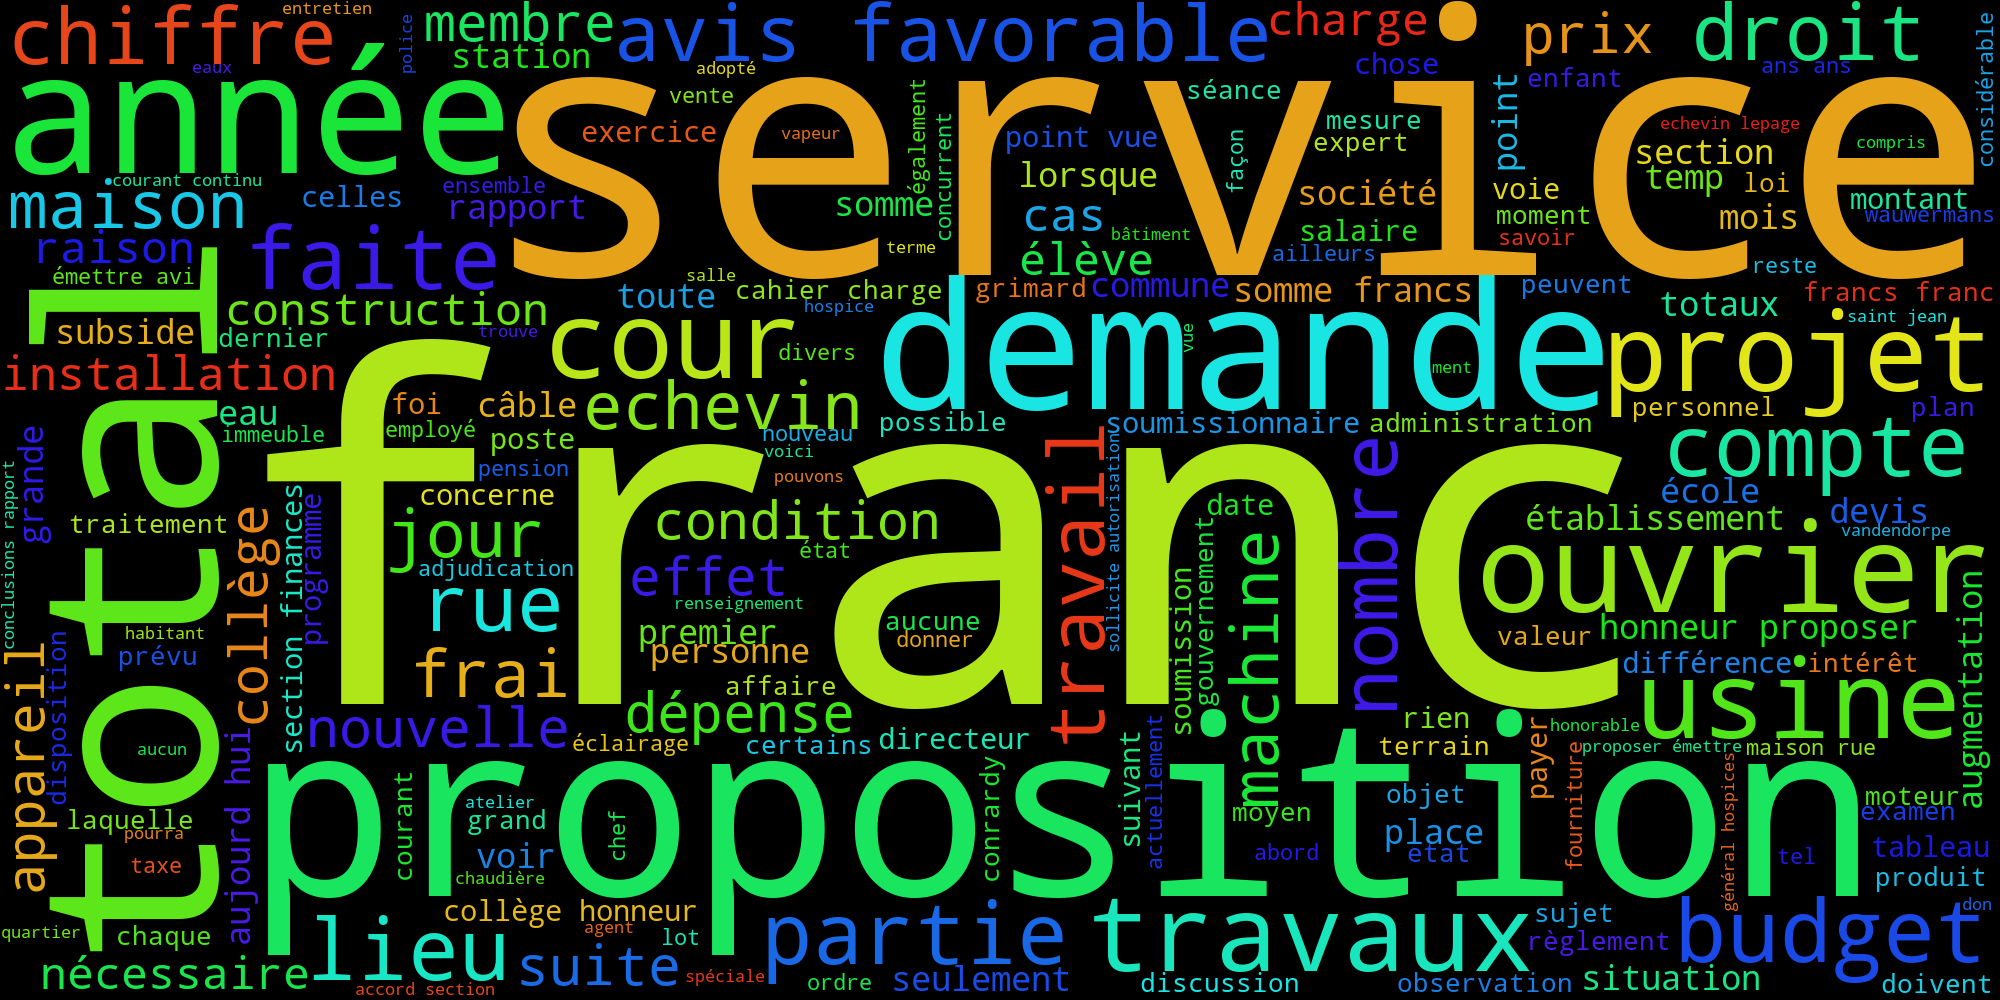 chiffre
entretien
police
membre
station
avis favorable
charge
prix
droit
considérable
eaux
adopté
chose
enfant
ans ans
année
service
vente
exercice
vapeur
également
concurrent
séance
point vue
mesure
expert
façon
point
echevin lepage
compris
section
temp
loi
montant
wauwermans
maison
courant continu
celles
ensemble
rapport
somme
lorsque
cas
société
voie
moment
mois
savoir
salaire
bâtiment
ailleurs
terme
élève
raison
faite
émettre avi
salle
reste
total
construction
toute
cahier charge
hospice
grimard
commune
somme francs
peuvent
totaux
francs franc
saint jean
subside
dernier
trouve
cour
divers
demande
vue
ment
projet
installation
foi
câble
echevin
eau
immeuble
employé
poste
nouveau
voici
possible
soumissionnaire
administration
personnel
plan
franc
pension
pouvons
concerne
travail
sollicite autorisation
nombre
compte
école
devis
vandendorpe
établissement
grande
conclusions rapport
traitement
collège
section finances
programme
jour
condition
état
date
adjudication
effet
renseignement
rue
machine
gouvernement
soumission
ouvrier
augmentation
premier
aucune
donner
valeur
honneur proposer
habitant
prévu
disposition
appareil
frai
personne
affaire
différence
intérêt
usine
nouvelle
dépense
éclairage
certains
directeur
rien
terrain
honorable
proposer émettre
maison rue
payer
fourniture
général hospices
aucun
aujourd hui
proposition
courant
atelier
grand
chef
conrardy
suivant
actuellement
moyen
objet
place
abord
etat
moteur
examen
tableau
tel
produit
laquelle
pourra
taxe
voir
chaudière
collège honneur
agent
lot
lieu
suite
spéciale
partie
travaux
sujet
règlement
budget
don
quartier
chaque
nécessaire
accord section
ordre
seulement
discussion
observation
situation
doivent